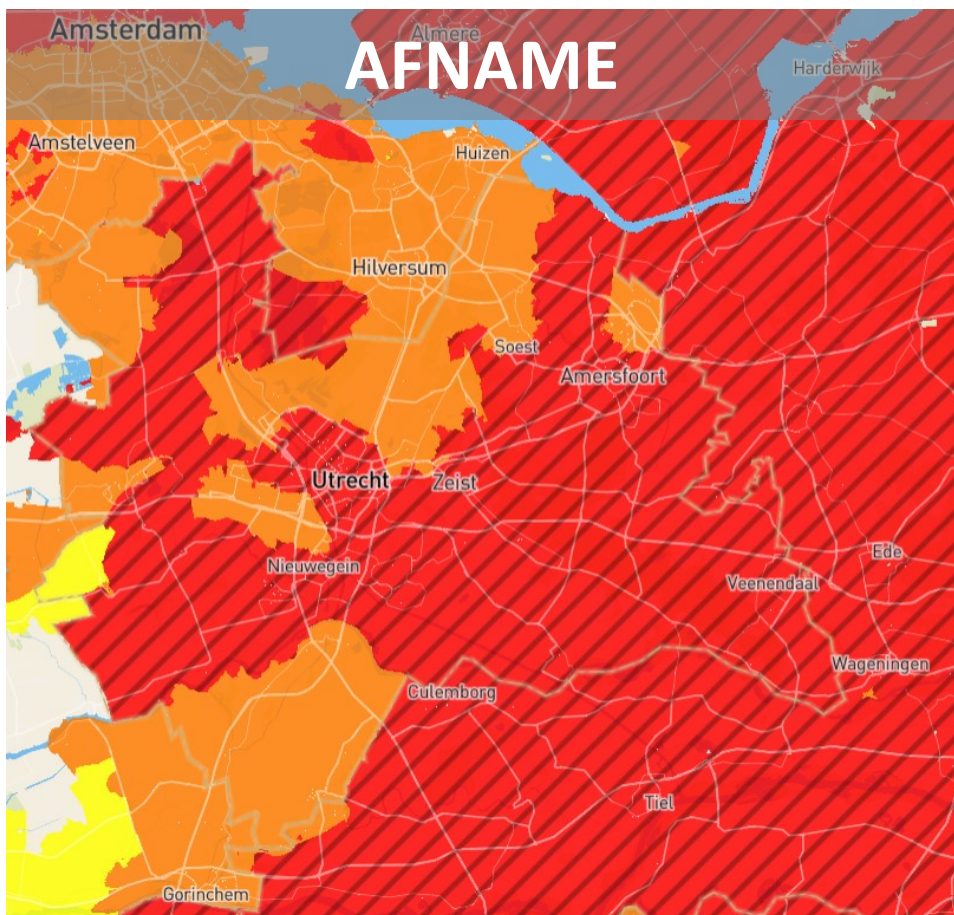 Amsterdam
Almere
AFNAME
Harderwijk
Amstelveen
Huizen
Hilversum
Soest
Amersfoort
Utrecht
Zeist
Ede
Nieuwegein
Veenendaal
Wageningen
Culemborg
Tiel
Gorinchem